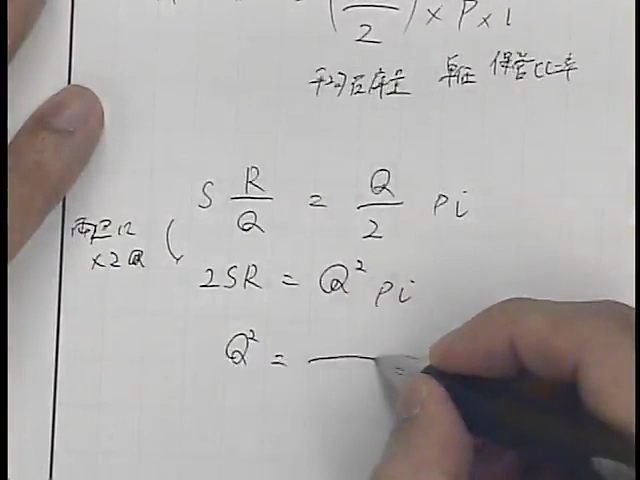 (—/2) × P × i
平均在庫量 単価 保管比率
S R/Q = Q/2 Pi
両辺に
×2Q
2SR = Q² Pi
Q² =